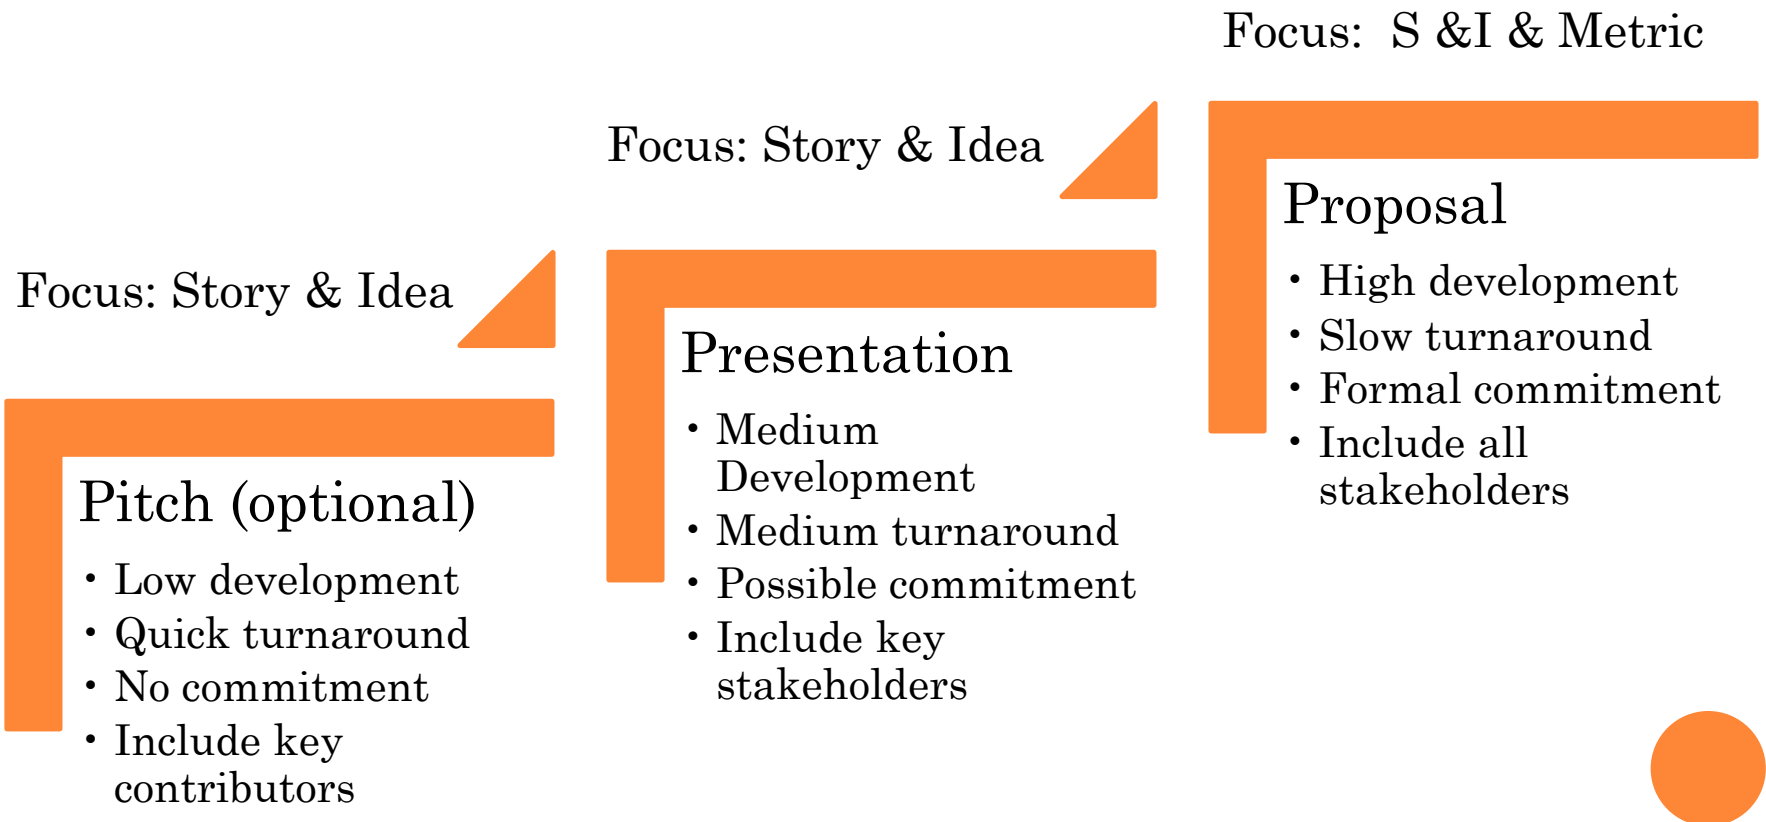 Focus: Story & Idea
Pitch (optional)
• Low development
• Quick turnaround
• No commitment
• Include key
contributors
Focus: Story & Idea
Presentation
• Medium
Development
• Medium turnaround
• Possible commitment
• Include key
stakeholders
Focus:  S &I & Metric
Proposal
• High development
• Slow turnaround
• Formal commitment
• Include all
stakeholders